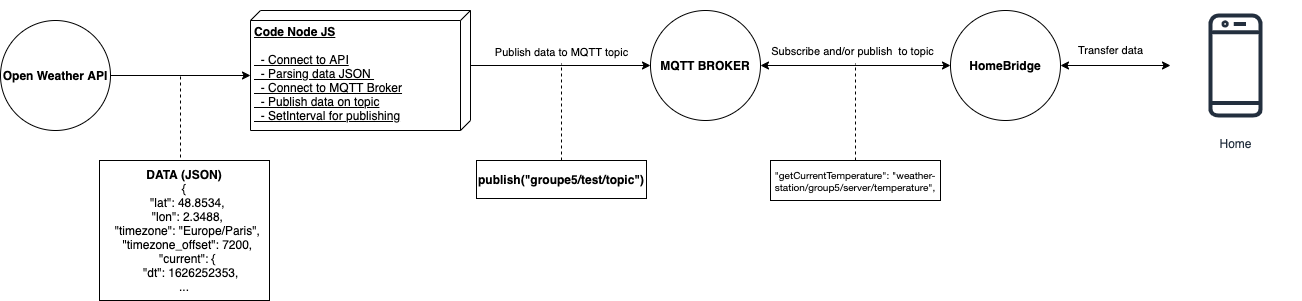 Open Weather API
Code Node JS
- Connect to API
- Parsing data JSON
- Connect to MQTT Broker
- Publish data on topic
- SetInterval for publishing
Publish data to MQTT topic
MQTT BROKER
Subscribe and/or publish to topic
HomeBridge
Transfer data
Home
DATA (JSON)
{
"lat": 48.8534,
"lon": 2.3488,
"timezone": "Europe/Paris",
"timezone_offset": 7200,
"current": {
"dt": 1626252353,
...
publish("groupe5/test/topic")
"getCurrentTemperature": "weather-
station/group5/server/temperature",